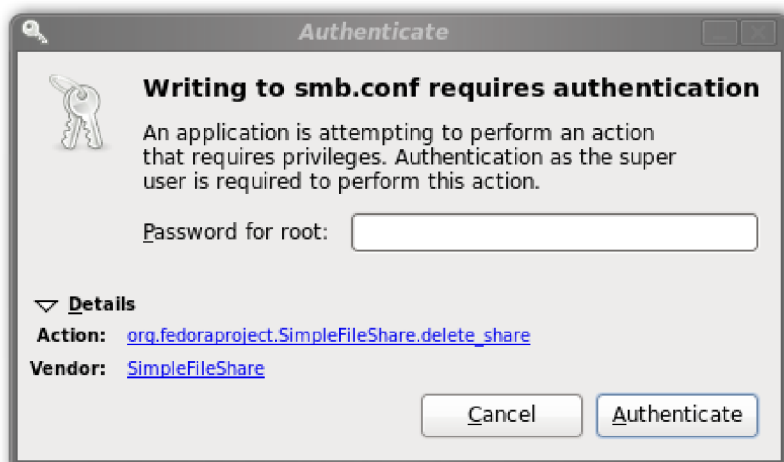 Authenticate
Writing to smb.conf requires authentication
An application is attempting to perform an action
that requires privileges. Authentication as the super
user is required to perform this action.
Password for root:
Details
Action: org.fedoraproject.SimpleFileShare.delete_share
Vendor: SimpleFileShare
Cancel Authenticate